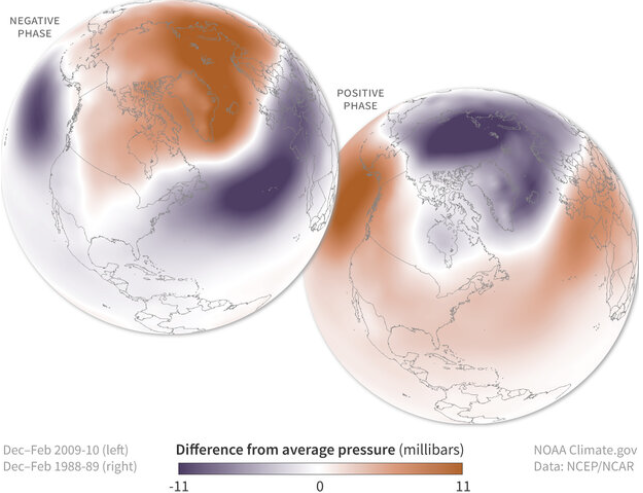 NEGATIVE
PHASE
POSITIVE
PHASE
Dec–Feb 2009-10 (left)
Dec–Feb 1988-89 (right)
Difference from average pressure (millibars)
-11 0 11
NOAA Climate.gov
Data: NCEP/NCAR